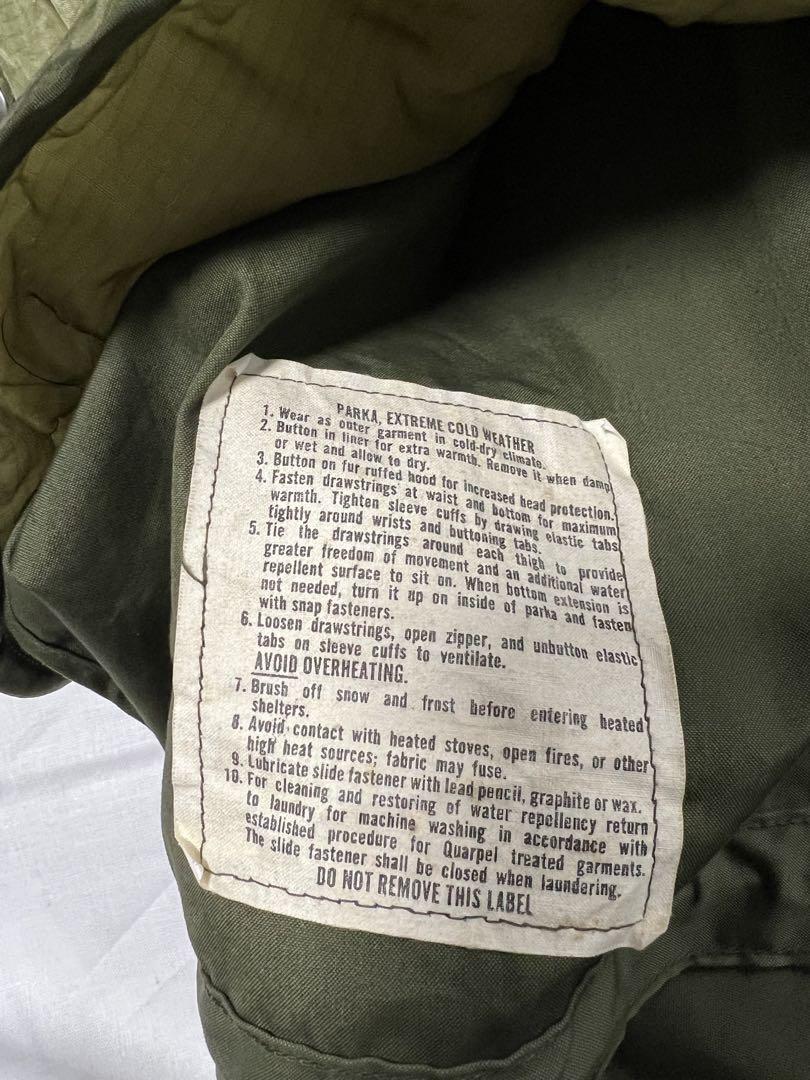 PARKA, EXTREME COLD WEATHER
1. Wear as outer garment in cold-dry climate.
2. Button in liner for extra warmth. Remove it when damp
or wet and allow to dry.
3. Button on fur ruffed hood for increased head protection.
4. Fasten drawstrings at waist and bottom for maximum
warmth. Tighten sleeve cuffs by drawing elastic tabs
tightly around wrists and buttoning tabs.
5. Tie the drawstrings around each thigh to provide
greater freedom of movement and an additional water
repellent surface to sit on. When bottom extension is
not needed, turn it up on inside of parka and fasten
with snap fasteners.
6. Loosen drawstrings, open zipper, and unbutton elastic
tabs on sleeve cuffs to ventilate.
AVOID OVERHEATING.
7. Brush off snow and frost before entering heated
shelters.
8. Avoid contact with heated stoves, open fires, or other
high heat sources; fabric may fuse.
9. Lubricate slide fastener with lead pencil, graphite or wax.
10. For cleaning and restoring of water repellency return
to laundry for machine washing in accordance with
established procedure for Quarpel treated garments.
The slide fastener shall be closed when laundering.
DO NOT REMOVE THIS LABEL